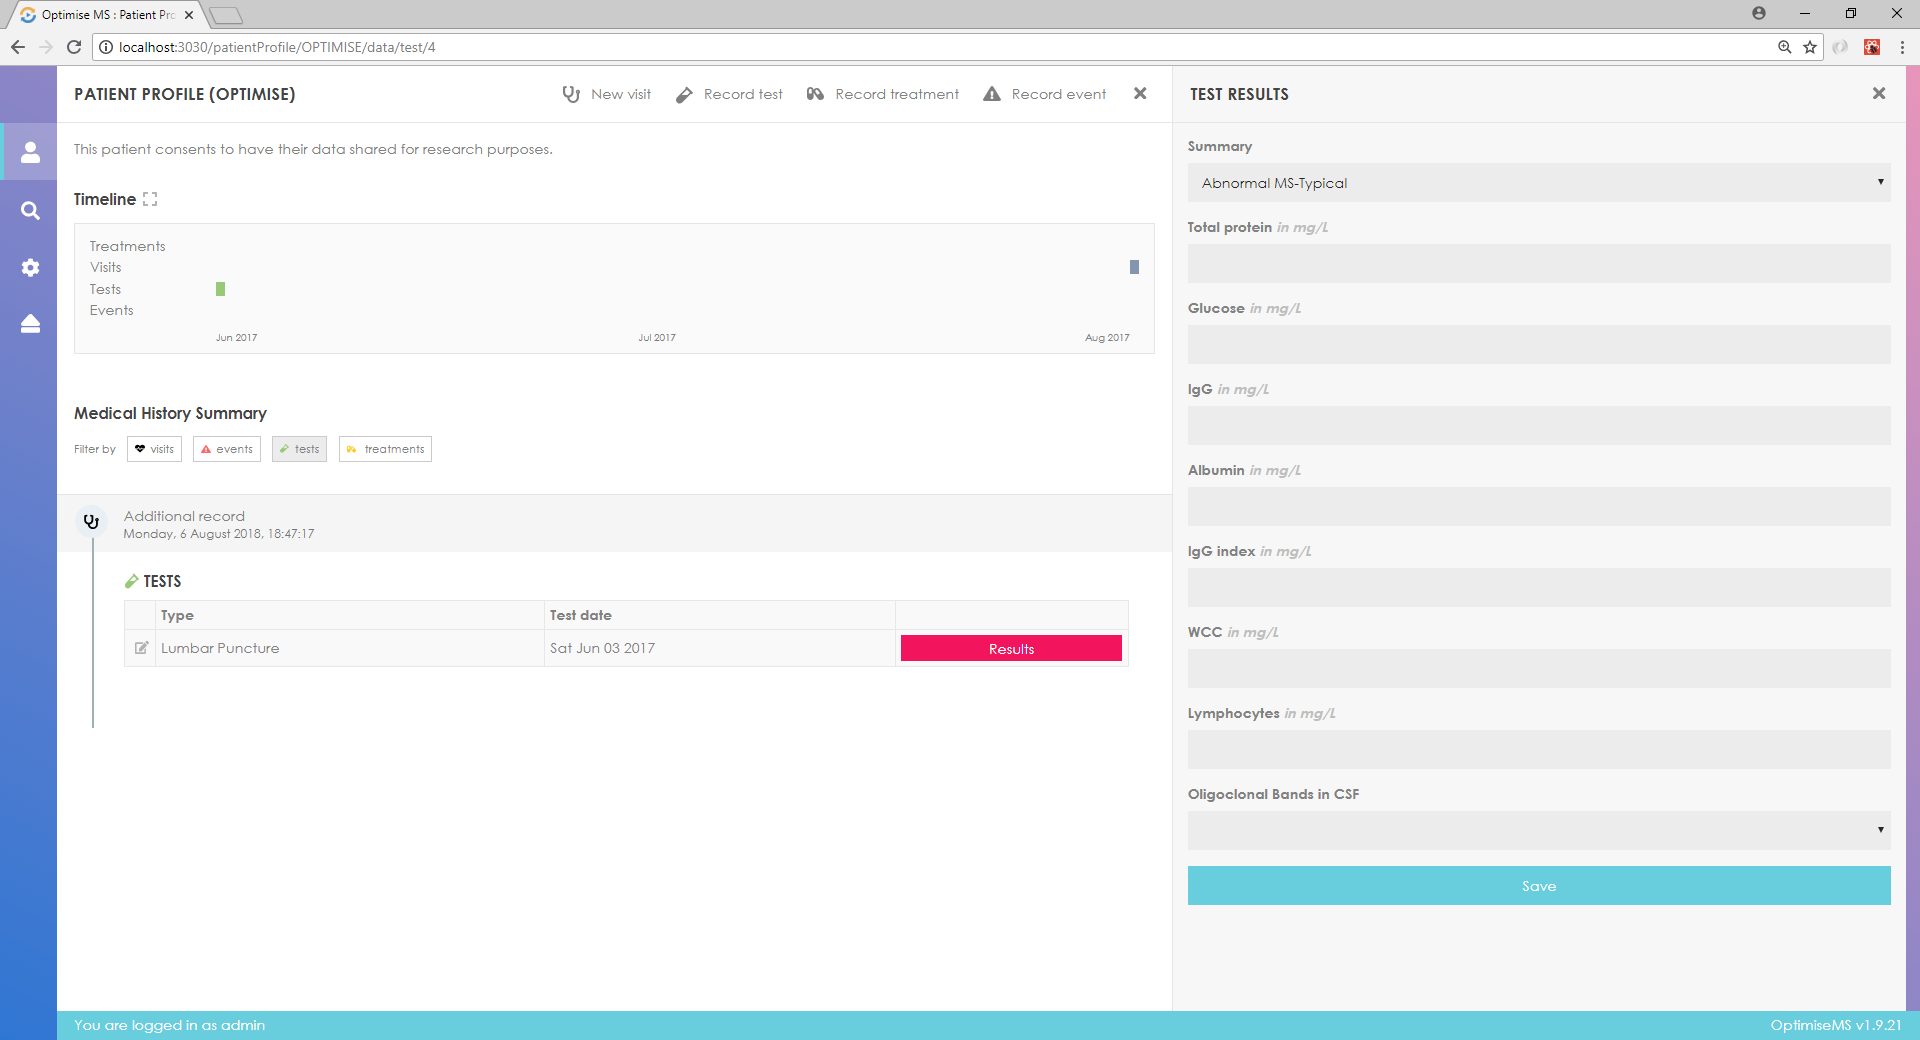 Optimise MS : Patient Pro
localhost:3030/patientProfile/OPTIMISE/data/test/4
PATIENT PROFILE (OPTIMISE)
New visit
Record test
Record treatment
Record event
This patient consents to have their data shared for research purposes.
Timeline
Treatments
Visits
Tests
Events
Jun 2017
Jul 2017
Aug 2017
Medical History Summary
Filter by
visits
events
tests
treatments
Additional record
Monday, 6 August 2018, 18:47:17
TESTS
Type
Test date
Lumbar Puncture
Sat Jun 03 2017
Results
TEST RESULTS
Summary
Abnormal MS-Typical
Total protein in mg/L
Glucose in mg/L
IgG in mg/L
Albumin in mg/L
IgG index in mg/L
WCC in mg/L
Lymphocytes in mg/L
Oligoclonal Bands in CSF
Save
You are logged in as admin
OptimiseMS v1.9.21